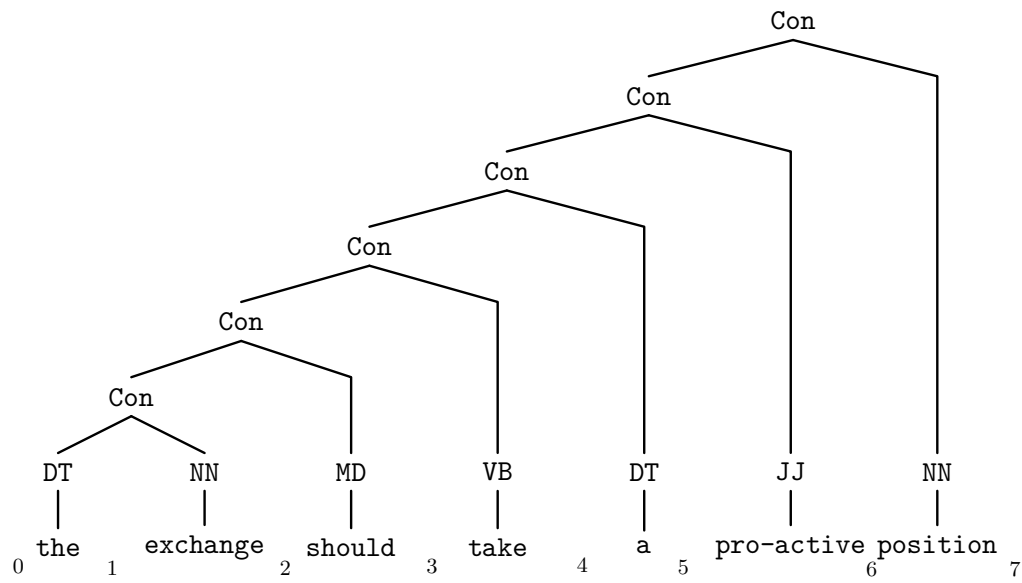 Con
Con
Con
Con
Con
Con
DT NN MD VB DT JJ NN
the exchange should take a pro-active position
0 1 2 3 4 5 6 7